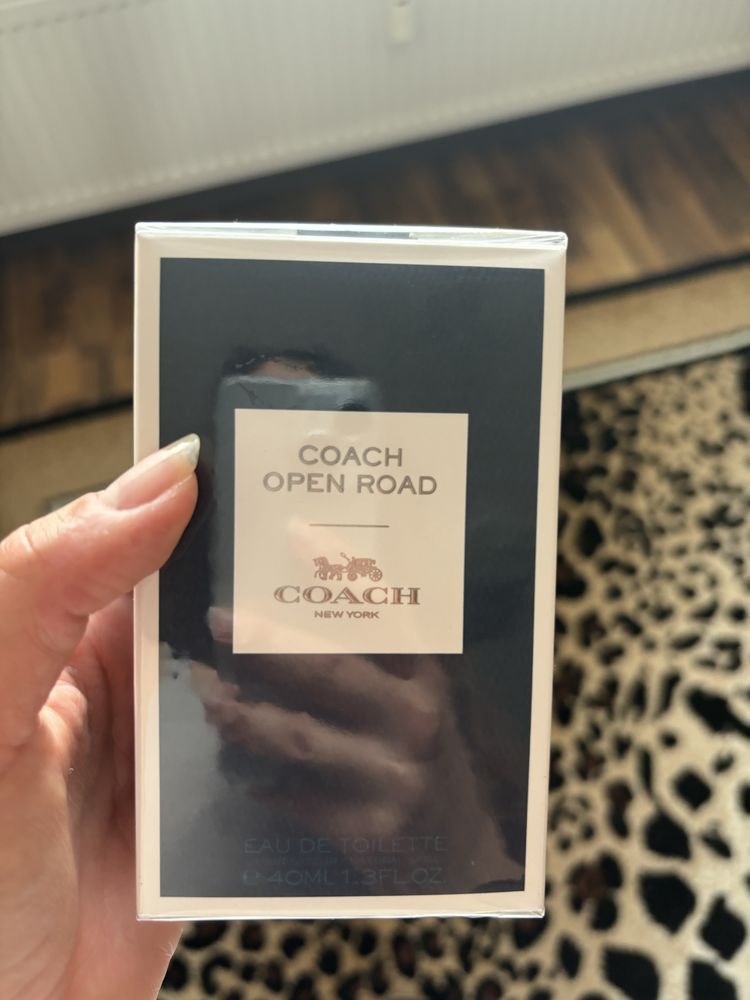 COACH
OPEN ROAD
COACH
NEW YORK
EAU DE TOILETTE
e 40ML 1.3FL.OZ.